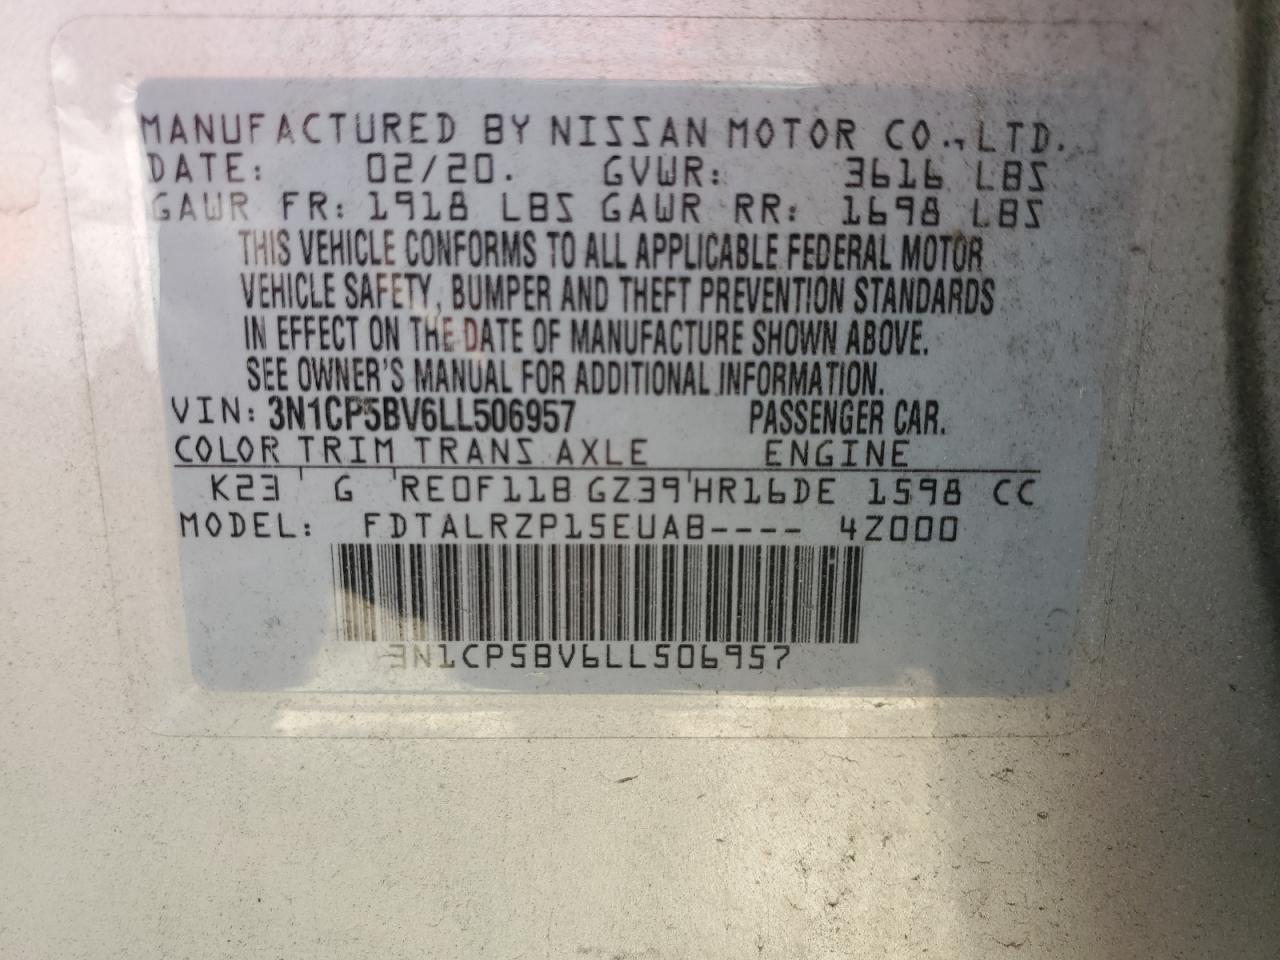 MANUFACTURED BY NISSAN MOTOR CO., LTD.
DATE: 02/20. GVWR: 3616 LBS
GAWR FR: 1918 LBS GAWR RR: 1698 LBS
THIS VEHICLE CONFORMS TO ALL APPLICABLE FEDERAL MOTOR
VEHICLE SAFETY, BUMPER AND THEFT PREVENTION STANDARDS
IN EFFECT ON THE DATE OF MANUFACTURE SHOWN ABOVE.
SEE OWNER'S MANUAL FOR ADDITIONAL INFORMATION.
VIN: 3N1CP5BV6LL506957 PASSENGER CAR.
COLOR TRIM TRANS AXLE ENGINE
K23 G RE0F11B GZ39 HR16DE 1598 CC
MODEL: FDTALRZP15EUAB---- 4Z000
3N1CP5BV6LL506957